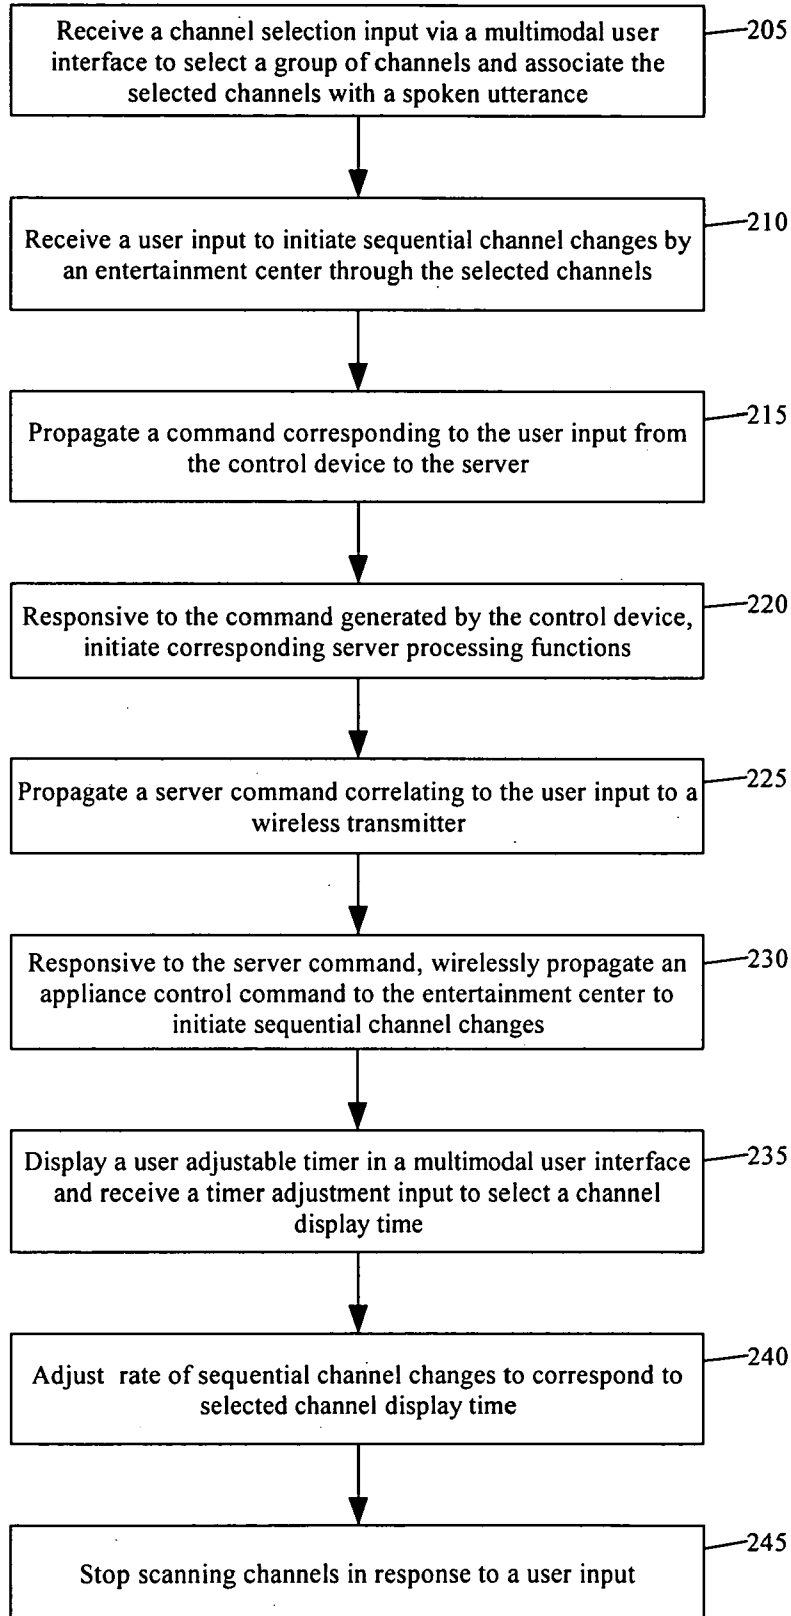 Receive a channel selection input via a multimodal user
interface to select a group of channels and associate the
selected channels with a spoken utterance
205
Receive a user input to initiate sequential channel changes by
an entertainment center through the selected channels
210
Propagate a command corresponding to the user input from
the control device to the server
215
Responsive to the command generated by the control device,
initiate corresponding server processing functions
220
Propagate a server command correlating to the user input to a
wireless transmitter
225
Responsive to the server command, wirelessly propagate an
appliance control command to the entertainment center to
initiate sequential channel changes
230
Display a user adjustable timer in a multimodal user interface
and receive a timer adjustment input to select a channel
display time
235
Adjust rate of sequential channel changes to correspond to
selected channel display time
240
Stop scanning channels in response to a user input
245